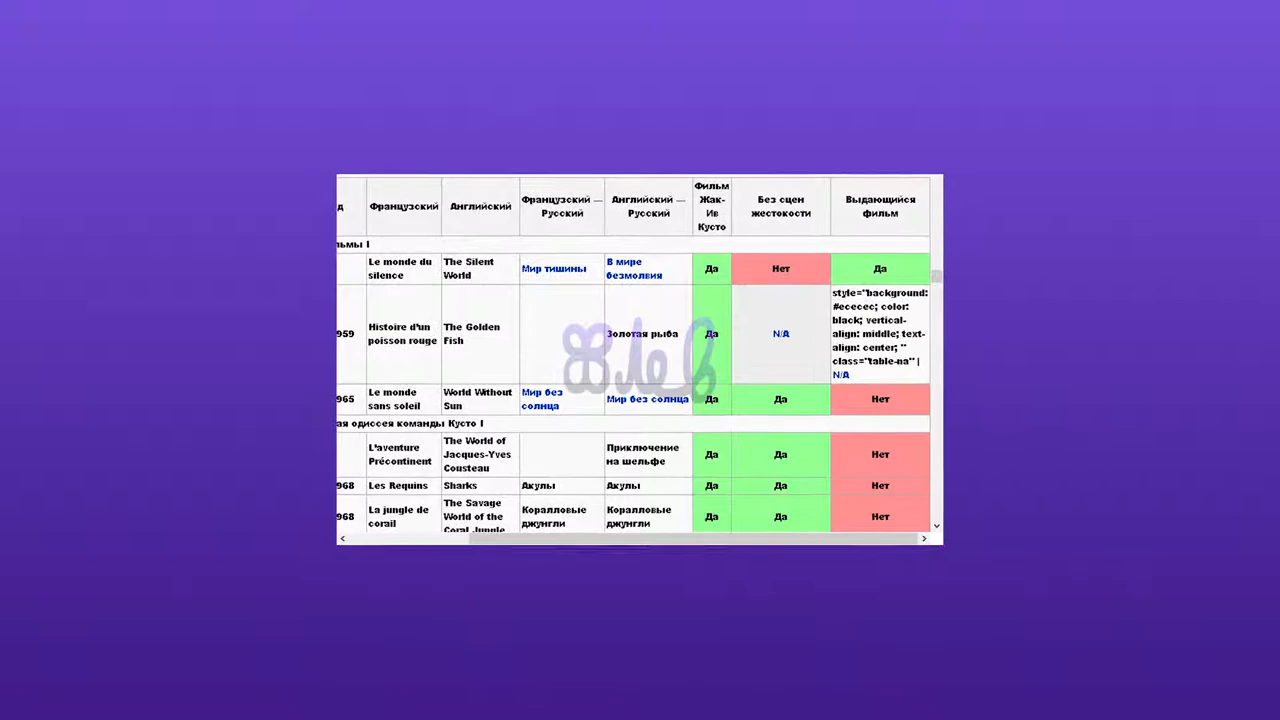 д
Французский
Английский
Французский —
Русский
Английский —
Русский
Фильм
Жак-
Ив
Кусто
Без сцен
жестокости
Выдающийся
фильм
льмы I
Le monde du
silence
The Silent
World
Мир тишины
В мире
безмолвия
Да
Нет
Да
959
Histoire d'un
poisson rouge
The Golden
Fish
Золотая рыба
Да
N/A
style="background:
#ececec; color:
black; vertical-
align: middle; text-
align: center; "
class="table-na" |
N/A
965
Le monde
sans soleil
World Without
Sun
Мир без
солнца
Мир без солнца
Да
Да
Нет
ая одиссея команды Кусто I
L'aventure
Précontinent
The World of
Jacques-Yves
Cousteau
Приключение
на шельфе
Да
Да
Нет
968
Les Requins
Sharks
Акулы
Акулы
Да
Да
Нет
968
La jungle de
corail
The Savage
World of the
Coral Jungle
Коралловые
джунгли
Коралловые
джунгли
Да
Да
Нет